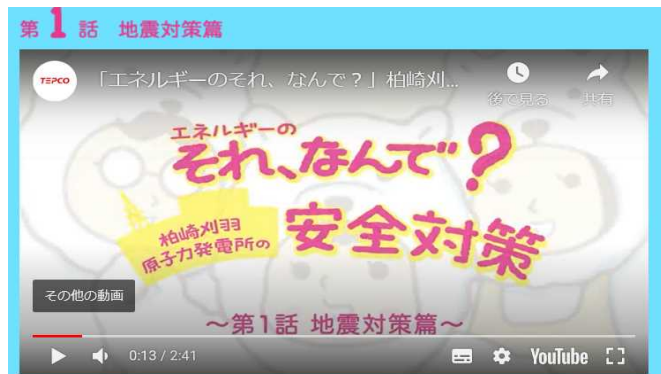 第1話 地震対策篇
TEPCO
「エネルギーのそれ、なんで？」柏崎刈...
後で見る
共有
エネルギーの
それ、なんで？
柏崎刈羽
原子力発電所の
安全対策
その他の動画
～第1話 地震対策篇～
0:13 / 2:41
YouTube